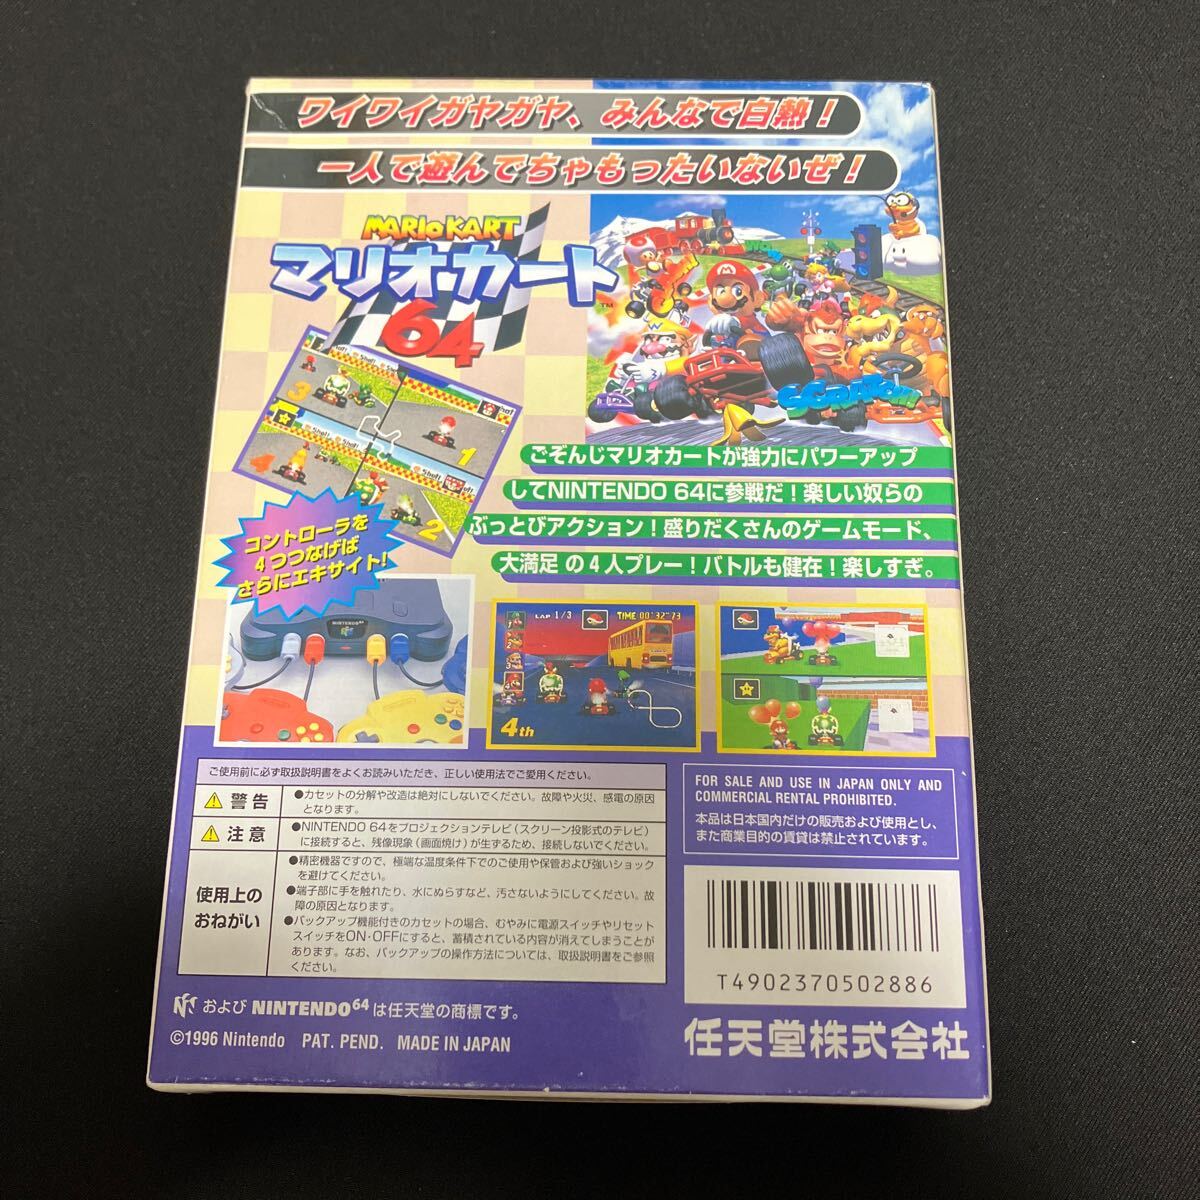 ワイワイガヤガヤ、みんなで白熱！
一人で遊んでちゃもったいないぜ！
MARIO KART
マリオカート
64
TM
SCREECH!
ごぞんじマリオカートが強力にパワーアップ
してNINTENDO 64に参戦だ！楽しい奴らの
ぶっとびアクション！盛りだくさんのゲームモード、
大満足 の4人プレー！バトルも健在！楽しすぎ。
3
1
4
2
コントローラを
4つつなげば
さらにエキサイト!
NINTENDO64
LAP 1/3
TIME 00'32"73
1
2
3
4
4th
ご使用前に必ず取扱説明書をよくお読みいただき、正しい使用法でご愛用ください。
警告
●カセットの分解や改造は絶対にしないでください。故障や火災、感電の原因
となります。
注意
●NINTENDO 64をプロジェクションテレビ（スクリーン投影式のテレビ）
に接続すると、残像現象（画面焼け）が生ずるため、接続しないでください。
使用上の
おねがい
●精密機器ですので、極端な温度条件下でのご使用や保管および強いショック
を避けてください。
●端子部に手を触れたり、水にぬらすなど、汚さないようにしてください。故
障の原因となります。
●バックアップ機能付きのカセットの場合、むやみに電源スイッチやリセット
スイッチをON・OFFにすると、蓄積されている内容が消えてしまうことが
あります。なお、バックアップの操作方法については、取扱説明書をご参照
ください。
および NINTENDO64 は任天堂の商標です。
©1996 Nintendo PAT. PEND. MADE IN JAPAN
FOR SALE AND USE IN JAPAN ONLY AND
COMMERCIAL RENTAL PROHIBITED.
本品は日本国内だけの販売および使用とし、
また商業目的の賃貸は禁止されています。
T4902370502886
任天堂株式会社